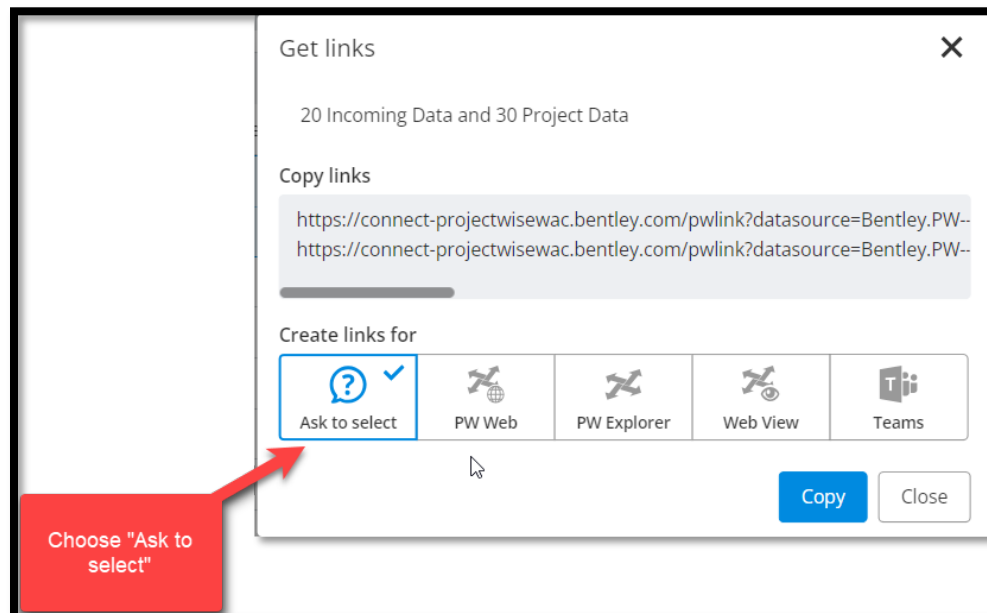 Get links
20 Incoming Data and 30 Project Data
Copy links
https://connect-projectwisewac.bentley.com/pwlink?datasource=Bentley.PW--
https://connect-projectwisewac.bentley.com/pwlink?datasource=Bentley.PW--
Create links for
Ask to select
PW Web
PW Explorer
Web View
Teams
Copy
Close
Choose "Ask to
select"